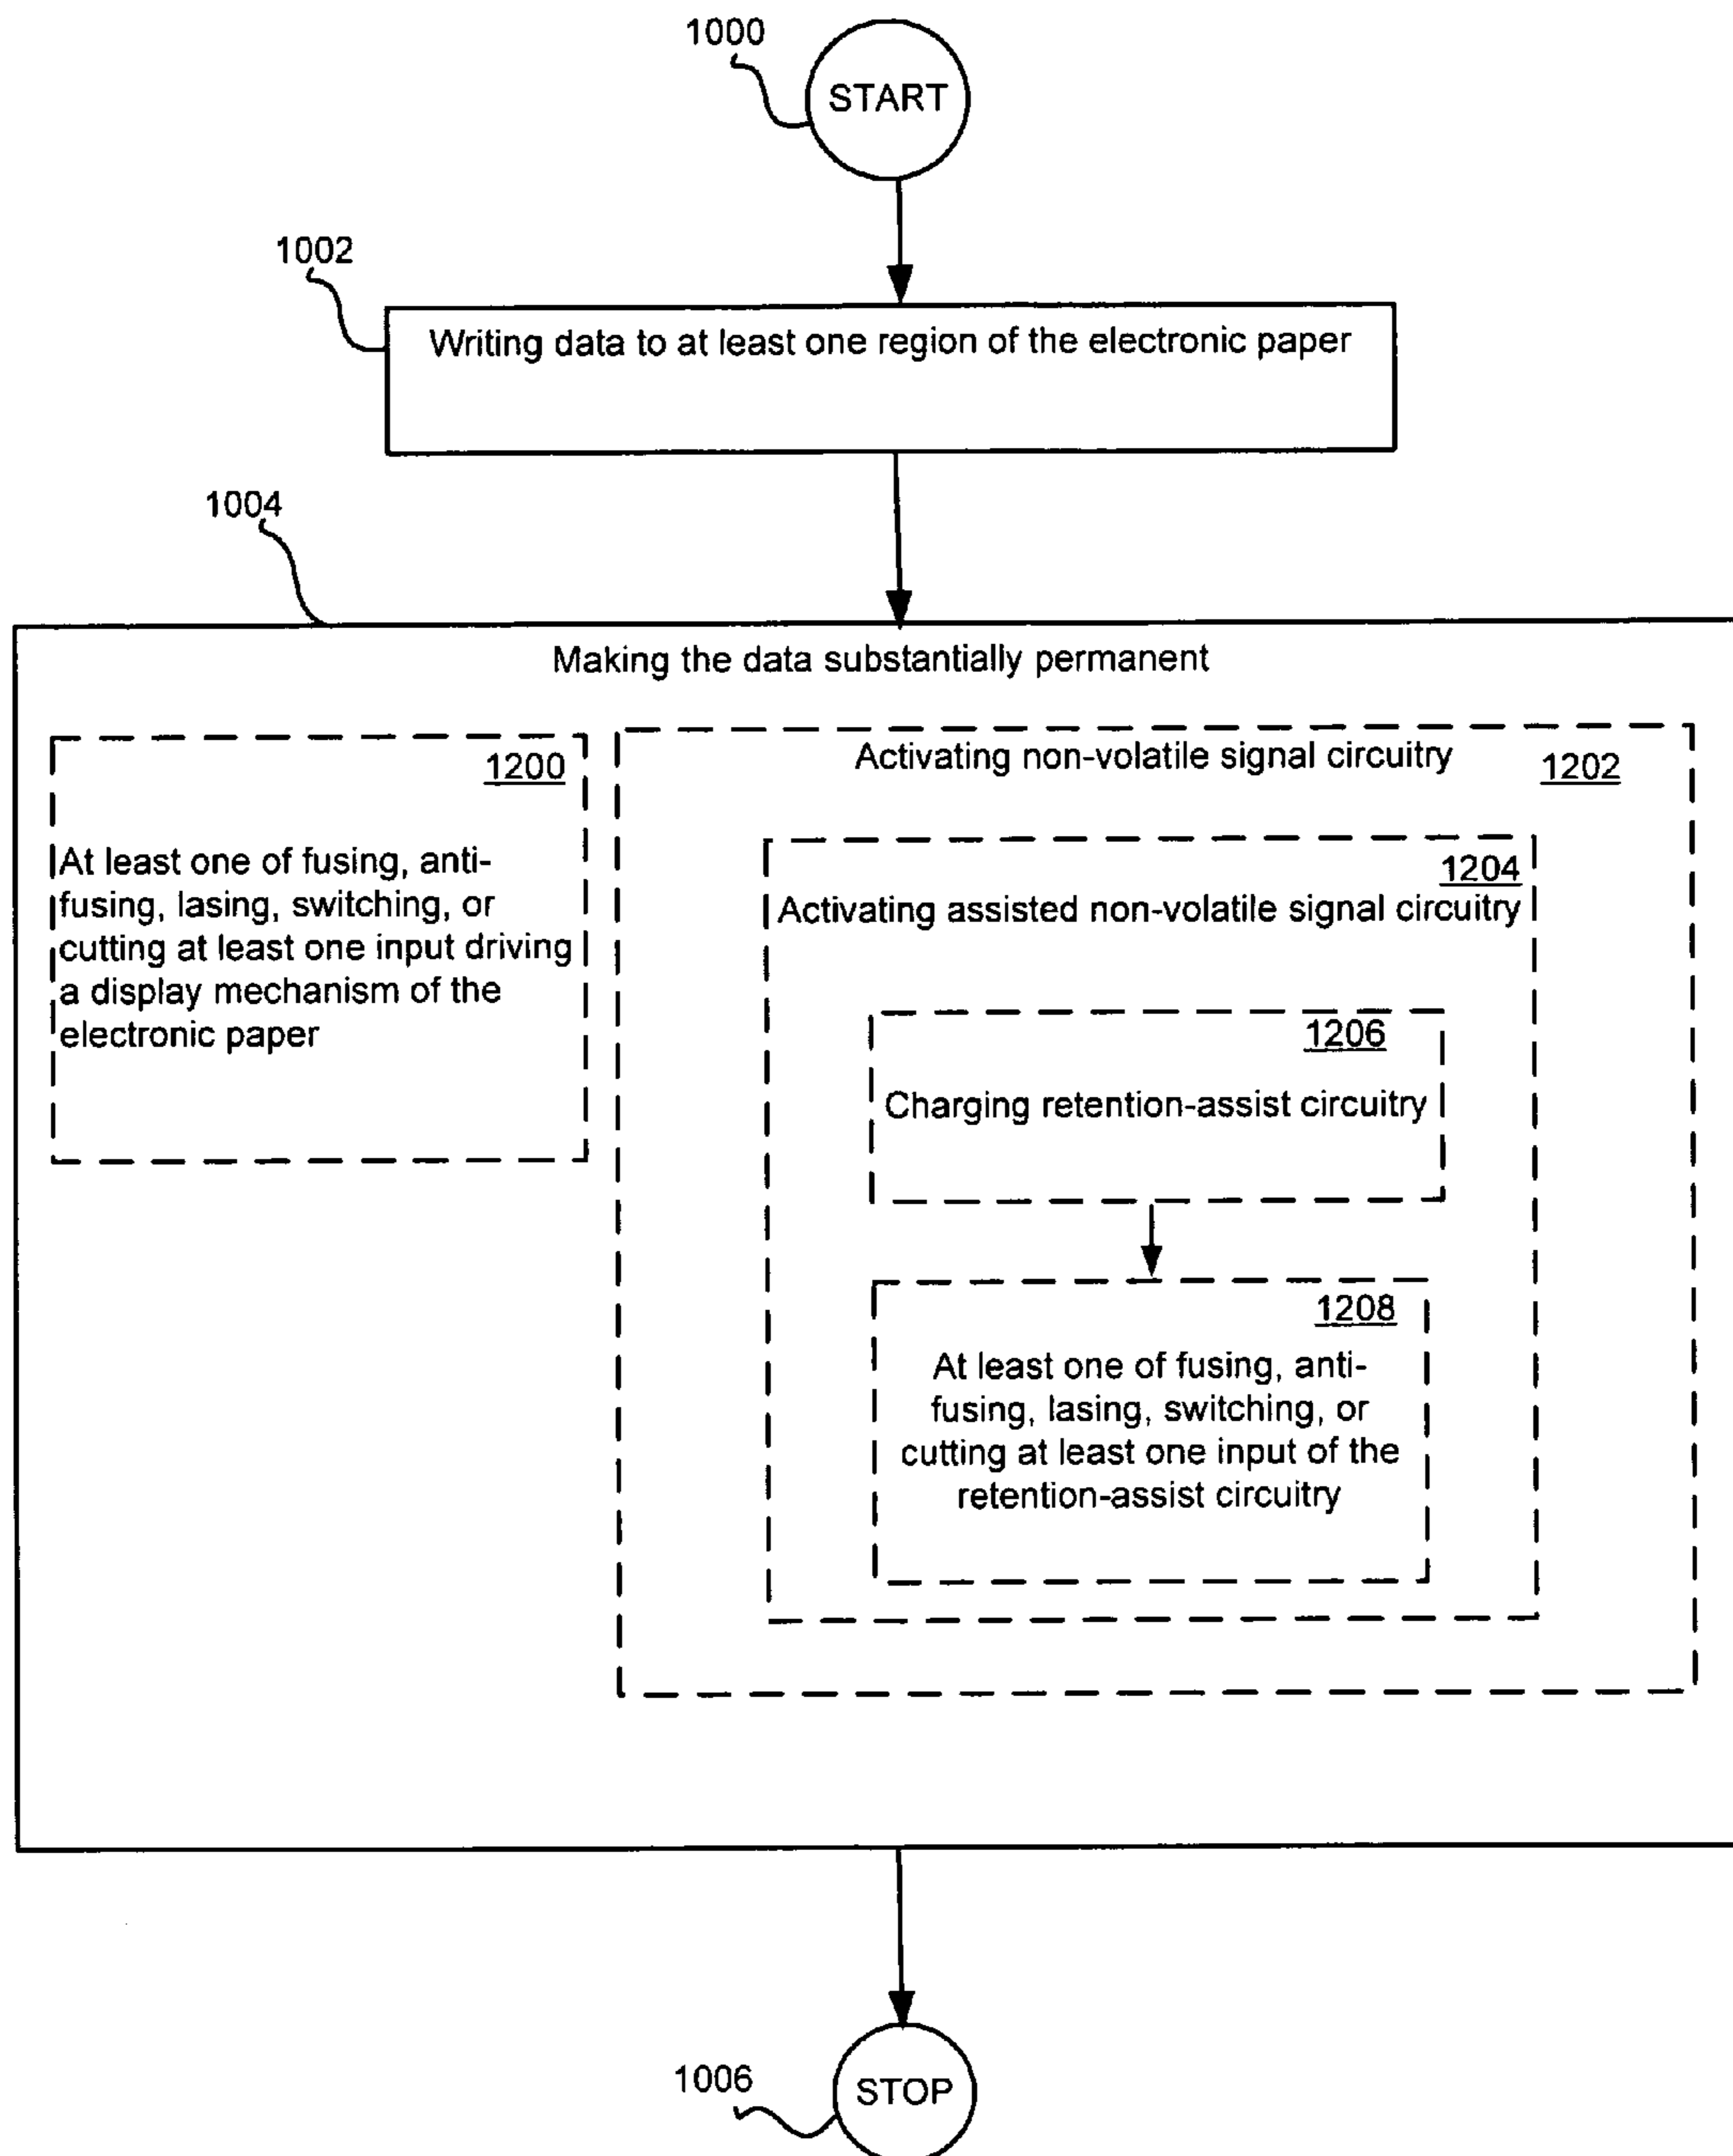 1000
START
1002
Writing data to at least one region of the electronic paper
1004
Making the data substantially permanent
1200
At least one of fusing, anti-
fusing, lasing, switching, or
cutting at least one input driving
a display mechanism of the
electronic paper
Activating non-volatile signal circuitry
1202
1204
Activating assisted non-volatile signal circuitry
1206
Charging retention-assist circuitry
1208
At least one of fusing, anti-
fusing, lasing, switching, or
cutting at least one input of the
retention-assist circuitry
1006
STOP